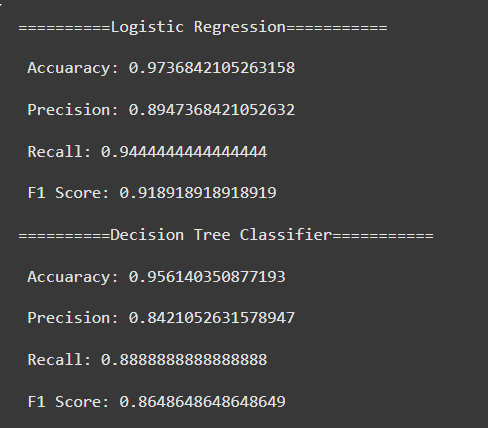 ==========Logistic Regression===========
Accuaracy: 0.9736842105263158
Precision: 0.8947368421052632
Recall: 0.9444444444444444
F1 Score: 0.918918918918919
==========Decision Tree Classifier===========
Accuaracy: 0.956140350877193
Precision: 0.8421052631578947
Recall: 0.8888888888888888
F1 Score: 0.8648648648648649